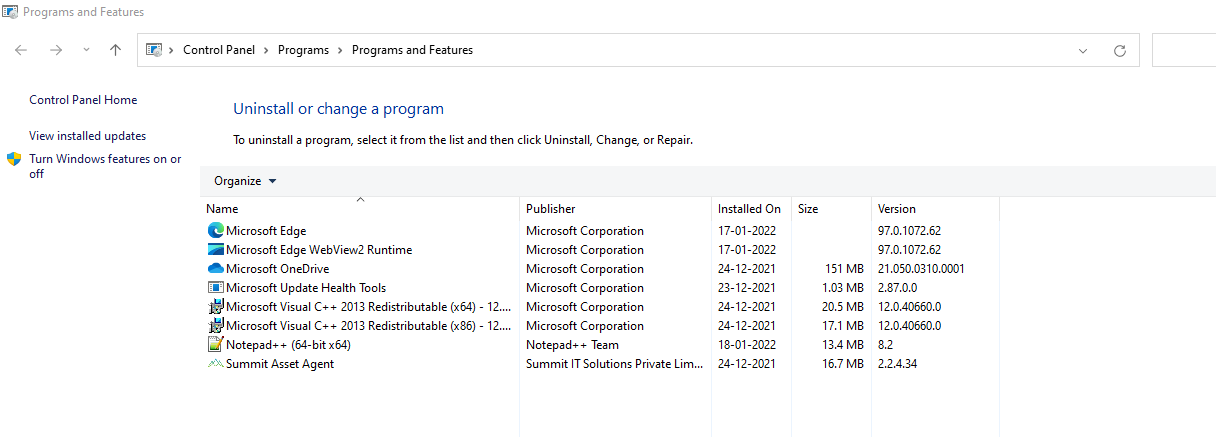 Programs and Features
Control Panel > Programs > Programs and Features
Control Panel Home
View installed updates
Turn Windows features on or
off
Uninstall or change a program
To uninstall a program, select it from the list and then click Uninstall, Change, or Repair.
Organize
Name Publisher Installed On Size Version
Microsoft Edge Microsoft Corporation 17-01-2022 97.0.1072.62
Microsoft Edge WebView2 Runtime Microsoft Corporation 17-01-2022 97.0.1072.62
Microsoft OneDrive Microsoft Corporation 24-12-2021 151 MB 21.050.0310.0001
Microsoft Update Health Tools Microsoft Corporation 23-12-2021 1.03 MB 2.87.0.0
Microsoft Visual C++ 2013 Redistributable (x64) - 12.... Microsoft Corporation 24-12-2021 20.5 MB 12.0.40660.0
Microsoft Visual C++ 2013 Redistributable (x86) - 12.... Microsoft Corporation 24-12-2021 17.1 MB 12.0.40660.0
Notepad++ (64-bit x64) Notepad++ Team 18-01-2022 13.4 MB 8.2
Summit Asset Agent Summit IT Solutions Private Lim... 24-12-2021 16.7 MB 2.2.4.34